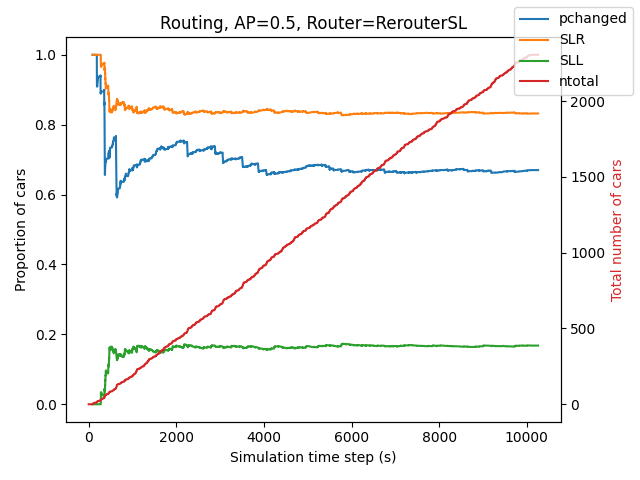 Routing, AP=0.5, Router=RerouterSL
pchanged
SLR
SLL
ntotal
1.0
0.8
0.6
0.4
0.2
0.0
Proportion of cars
2000
1500
1000
500
0
Total number of cars
0 2000 4000 6000 8000 10000
Simulation time step (s)